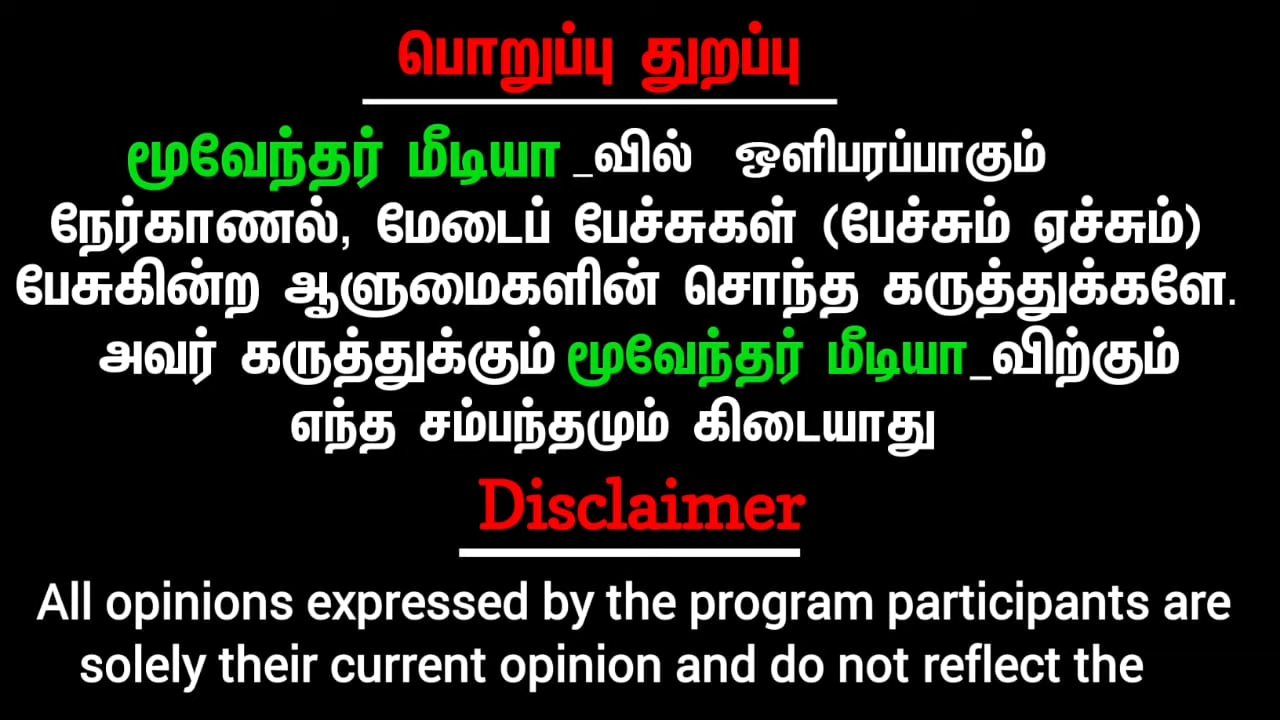 பொறுப்பு துறப்பு
மூவேந்தர் மீடியா_வில் ஒளிபரப்பாகும்
நேர்காணல், மேடைப் பேச்சுகள் (பேச்சும் ஏச்சும்)
பேசுகின்ற ஆளுமைகளின் சொந்த கருத்துக்களே.
அவர் கருத்துக்கும் மூவேந்தர் மீடியா_விற்கும்
எந்த சம்பந்தமும் கிடையாது
Disclaimer
All opinions expressed by the program participants are
solely their current opinion and do not reflect the